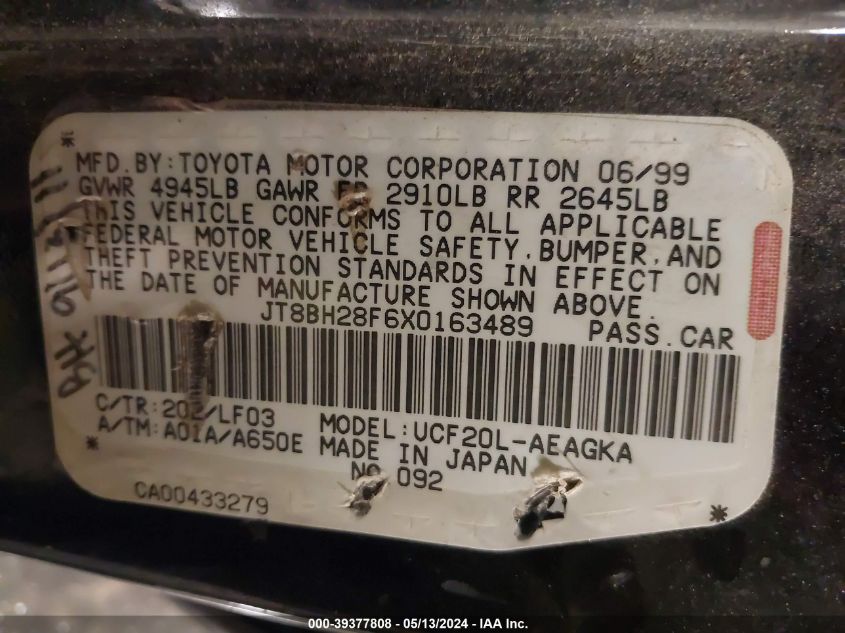 MFD.BY:TOYOTA MOTOR CORPORATION 06/99
GVWR 4945LB GAWR FR 2910LB RR 2645LB
THIS VEHICLE CONFORMS TO ALL APPLICABLE
FEDERAL MOTOR VEHICLE SAFETY,BUMPER,AND
THEFT PREVENTION STANDARDS IN EFFECT ON
THE DATE OF MANUFACTURE SHOWN ABOVE.
JT8BH28F6X0163489 PASS.CAR
C/TR:202/LF03 MODEL:UCF20L-AEAGKA
A/TM:A01A/A650E MADE IN JAPAN
NO 092
CA00433279
000-39377808 - 05/13/2024 - IAA Inc.